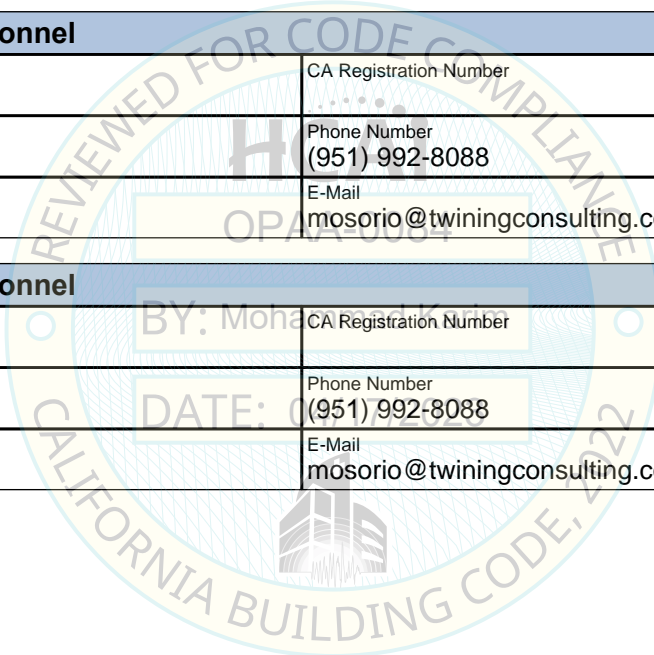 onnel
CA Registration Number
Phone Number
(951) 992-8088
E-Mail
mosorio@twiningconsulting.c
onnel
CA Registration Number
Phone Number
(951) 992-8088
E-Mail
mosorio@twiningconsulting.c
REVIEWED FOR CODE COMPLIANCE
HCAi
OPAA-0084
BY: Mohammad Karim
DATE:
CALIFORNIA BUILDING CODE, 2022